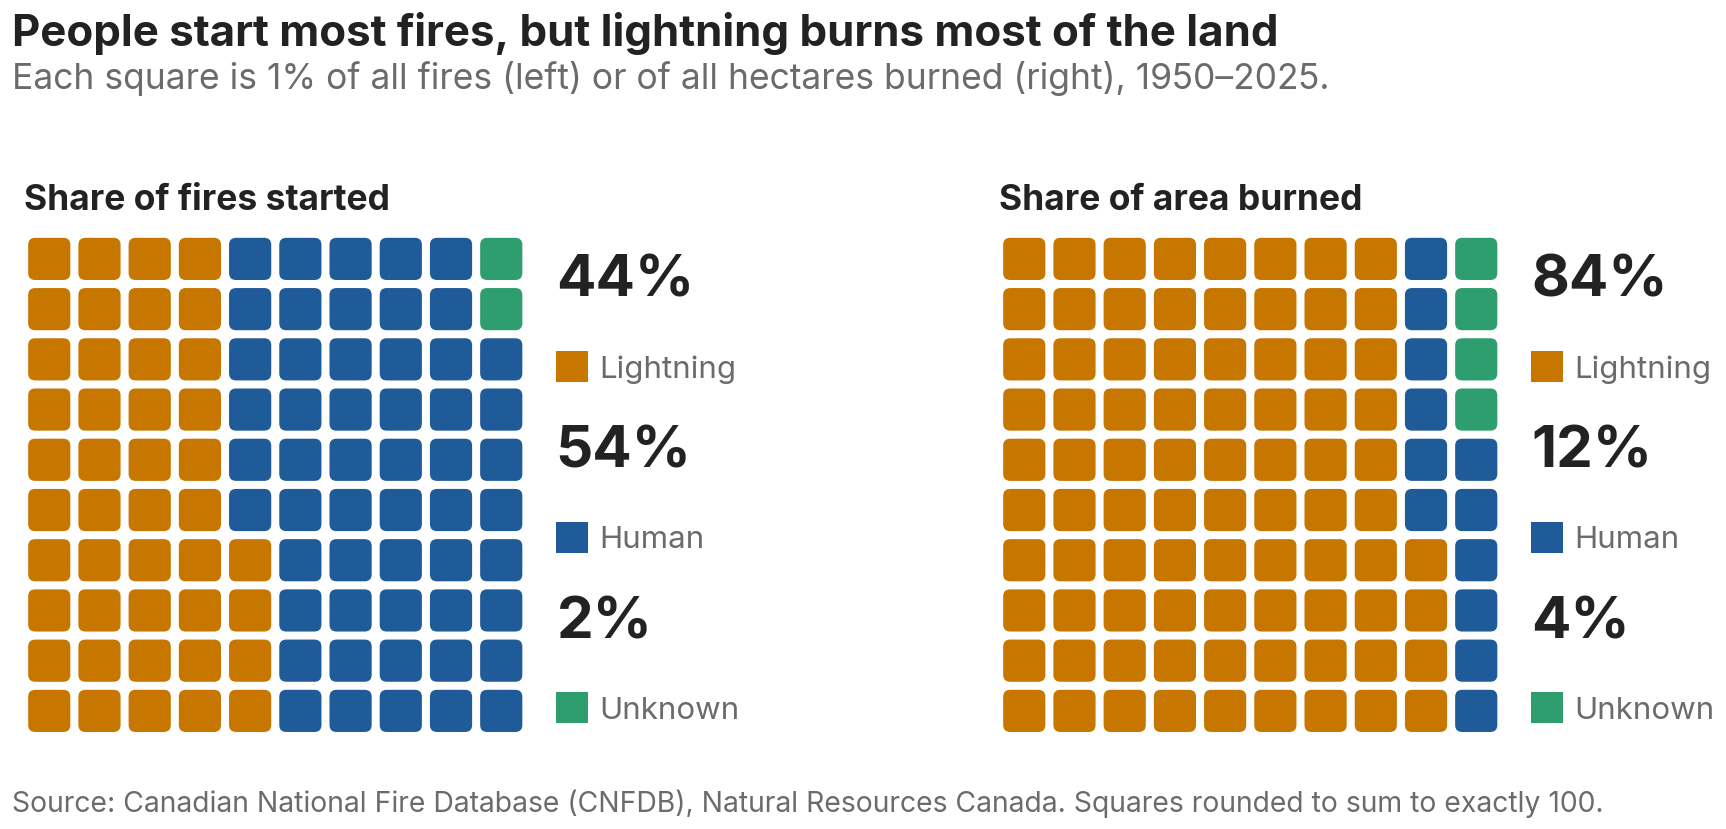 People start most fires, but lightning burns most of the land
Each square is 1% of all fires (left) or of all hectares burned (right), 1950–2025.
Share of fires started
44%
Lightning
54%
Human
2%
Unknown
Share of area burned
84%
Lightning
12%
Human
4%
Unknown
Source: Canadian National Fire Database (CNFDB), Natural Resources Canada. Squares rounded to sum to exactly 100.